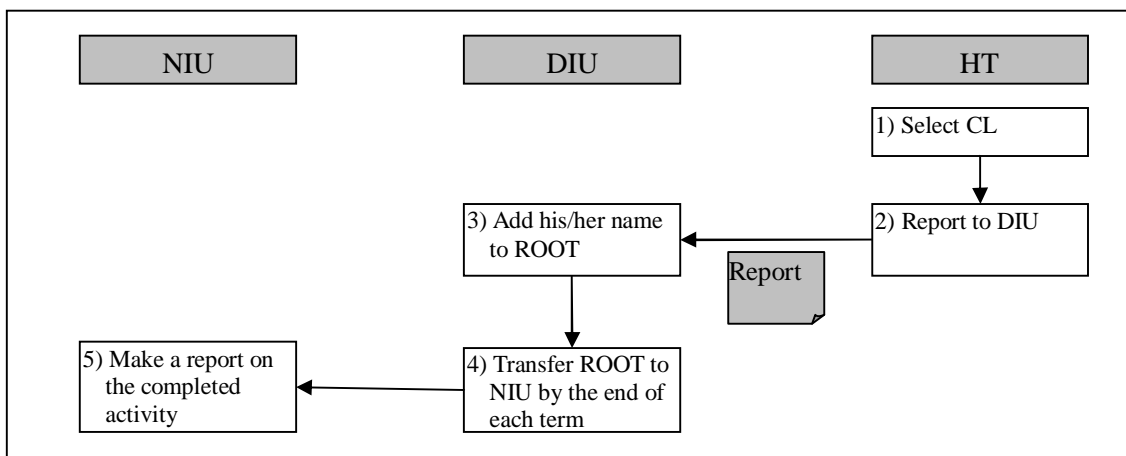 NIU
DIU
HT
1) Select CL
2) Report to DIU
3) Add his/her name
to ROOT
Report
4) Transfer ROOT to
NIU by the end of
each term
5) Make a report on
the completed
activity